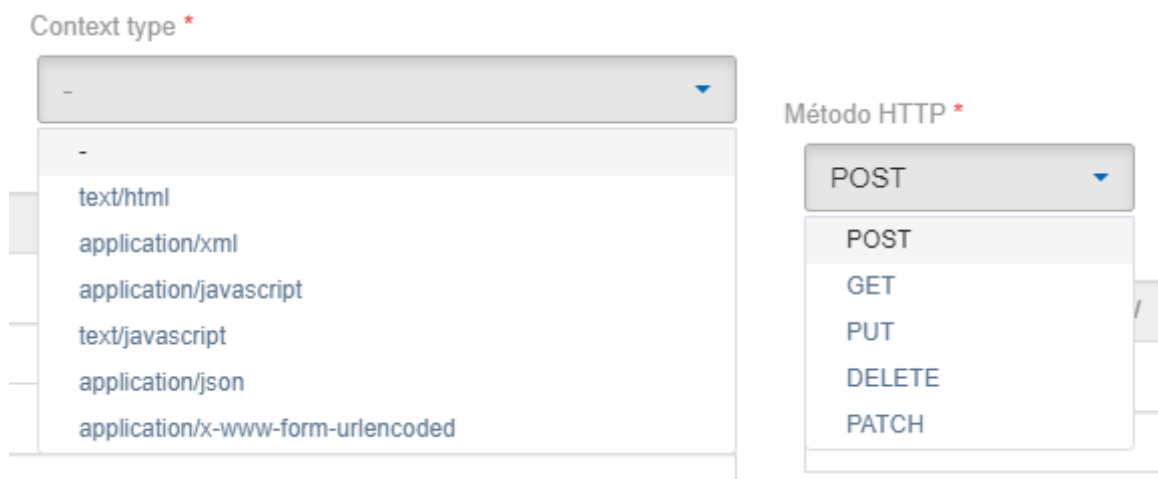 Context type *
-
-
text/html
application/xml
application/javascript
text/javascript
application/json
application/x-www-form-urlencoded
Método HTTP *
POST
POST
GET
PUT
DELETE
PATCH
/